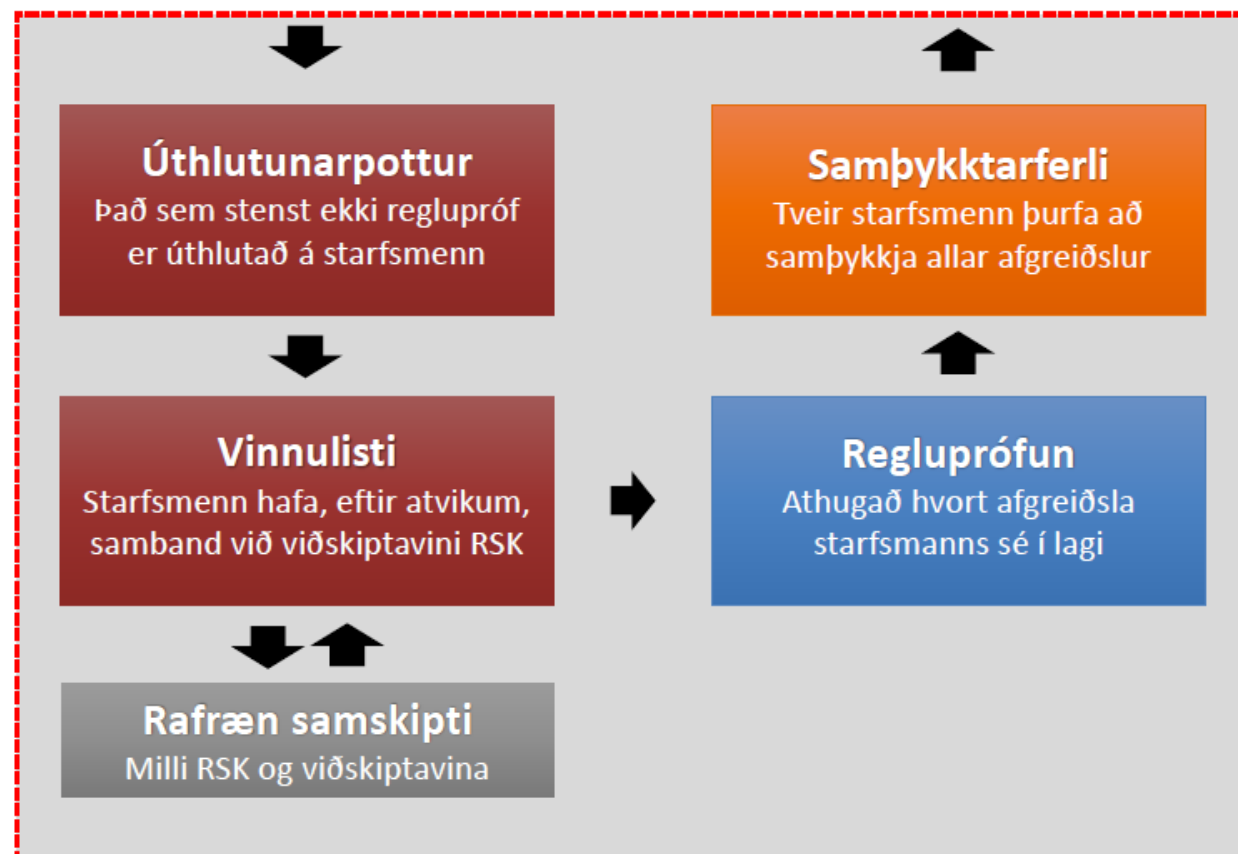 Úthlutunarpottur
Það sem stenst ekki reglupróf
er úthlutað á starfsmenn
Vinnulisti
Starfsmenn hafa, eftir atvikum,
samband við viðskiptavini RSK
Rafræn samskipti
Milli RSK og viðskiptavina
Regluprófun
Athugað hvort afgreiðsla
starfsmanns sé í lagi
Samþykktarferli
Tveir starfsmenn þurfa að
samþykkja allar afgreiðslur